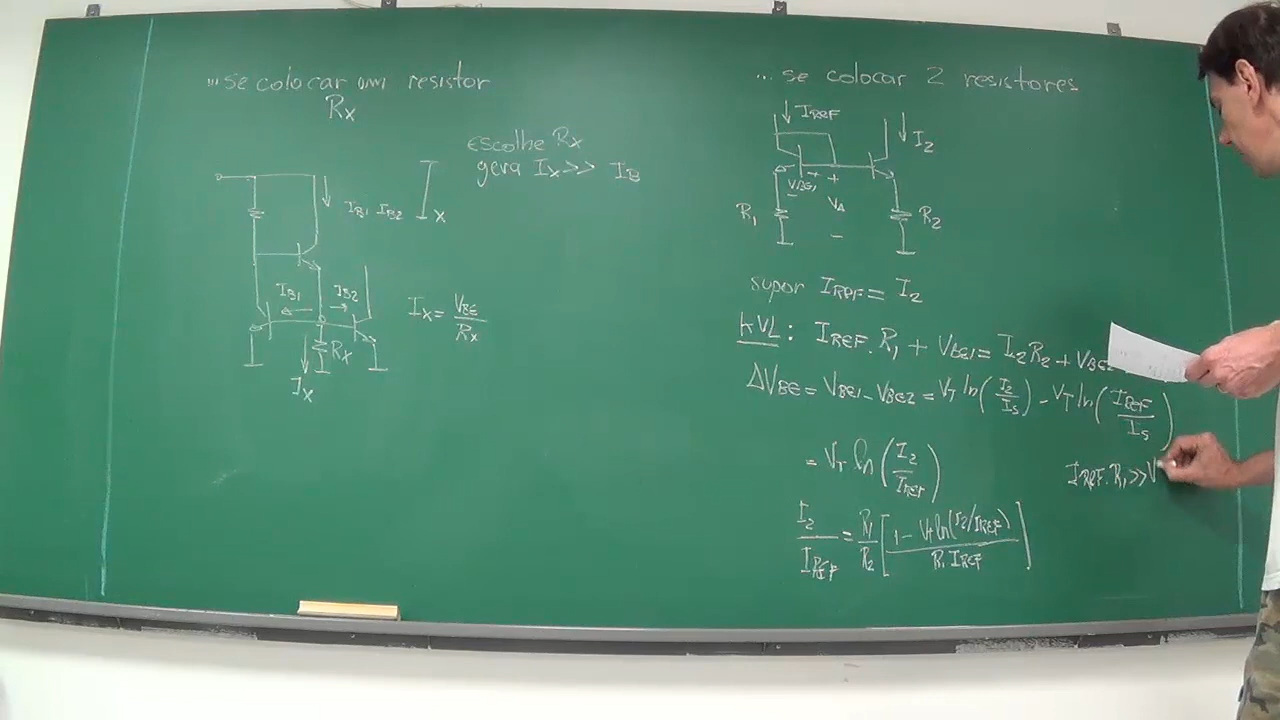 ...se colocar um resistor
Rx
escolhe Rx
gera Ix >> IB
IB1 IB2
x
IB1
IB2
Ix = VBE/Rx
Rx
Ix
...se colocar 2 resistores
IREF
I2
VBE1
+
+
-
VA
-
R1
R2
supor IREF = I2
KVL: IREF.R1 + VBE1 = I2R2 + VBE2
ΔVBE = VBE1 - VBE2 = VT ln(I2/IS) - VT ln(IREF/IS)
= VT ln(I2/IREF)
IREF.R1 >> V
I2/IREF = R1/R2 [1 - VT ln(I2/IREF)/R1 IREF]